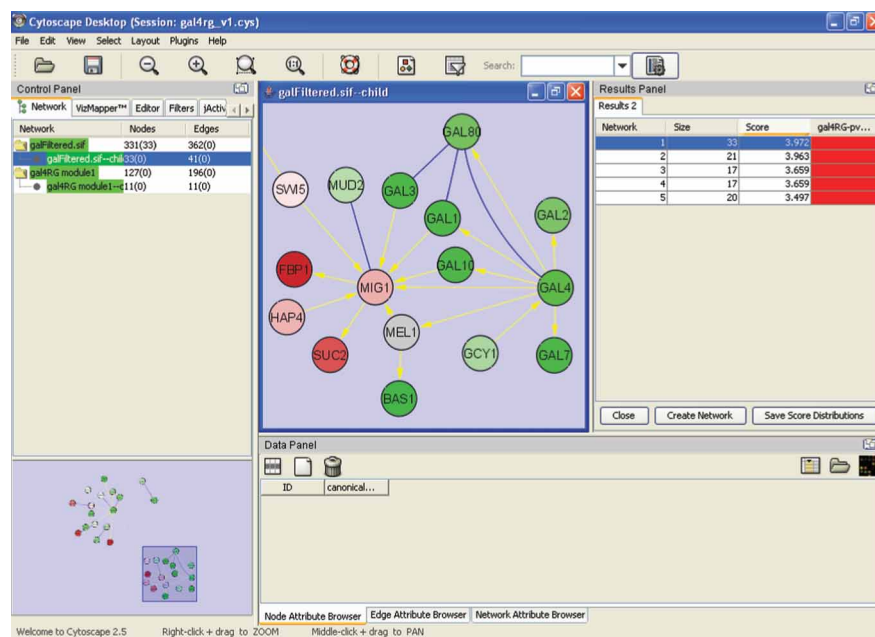 Cytoscape Desktop (Session: gal4rg_v1.cys)
File Edit View Select Layout Plugins Help
1:1
Search:
Control Panel
Network VizMapper™ Editor Filters jActiv
Network Nodes Edges
galFiltered.sif 331(33) 362(0)
galFiltered.sif--chil 33(0) 41(0)
gal4RG module1 127(0) 196(0)
gal4RG module1--c 11(0) 11(0)
galFiltered.sif--child
GAL80
SWI5
MUD2
GAL3
GAL1
GAL2
FBP1
GAL10
MIG1
GAL4
HAP4
MEL1
SUC2
GCY1
GAL7
BAS1
Results Panel
Results 2
Network Size Score gal4RG-pv...
1 33 3.972
2 21 3.963
3 17 3.659
4 17 3.659
5 20 3.497
Close Create Network Save Score Distributions
Data Panel
ID canonical...
Node Attribute Browser Edge Attribute Browser Network Attribute Browser
Welcome to Cytoscape 2.5 Right-click + drag to ZOOM Middle-click + drag to PAN